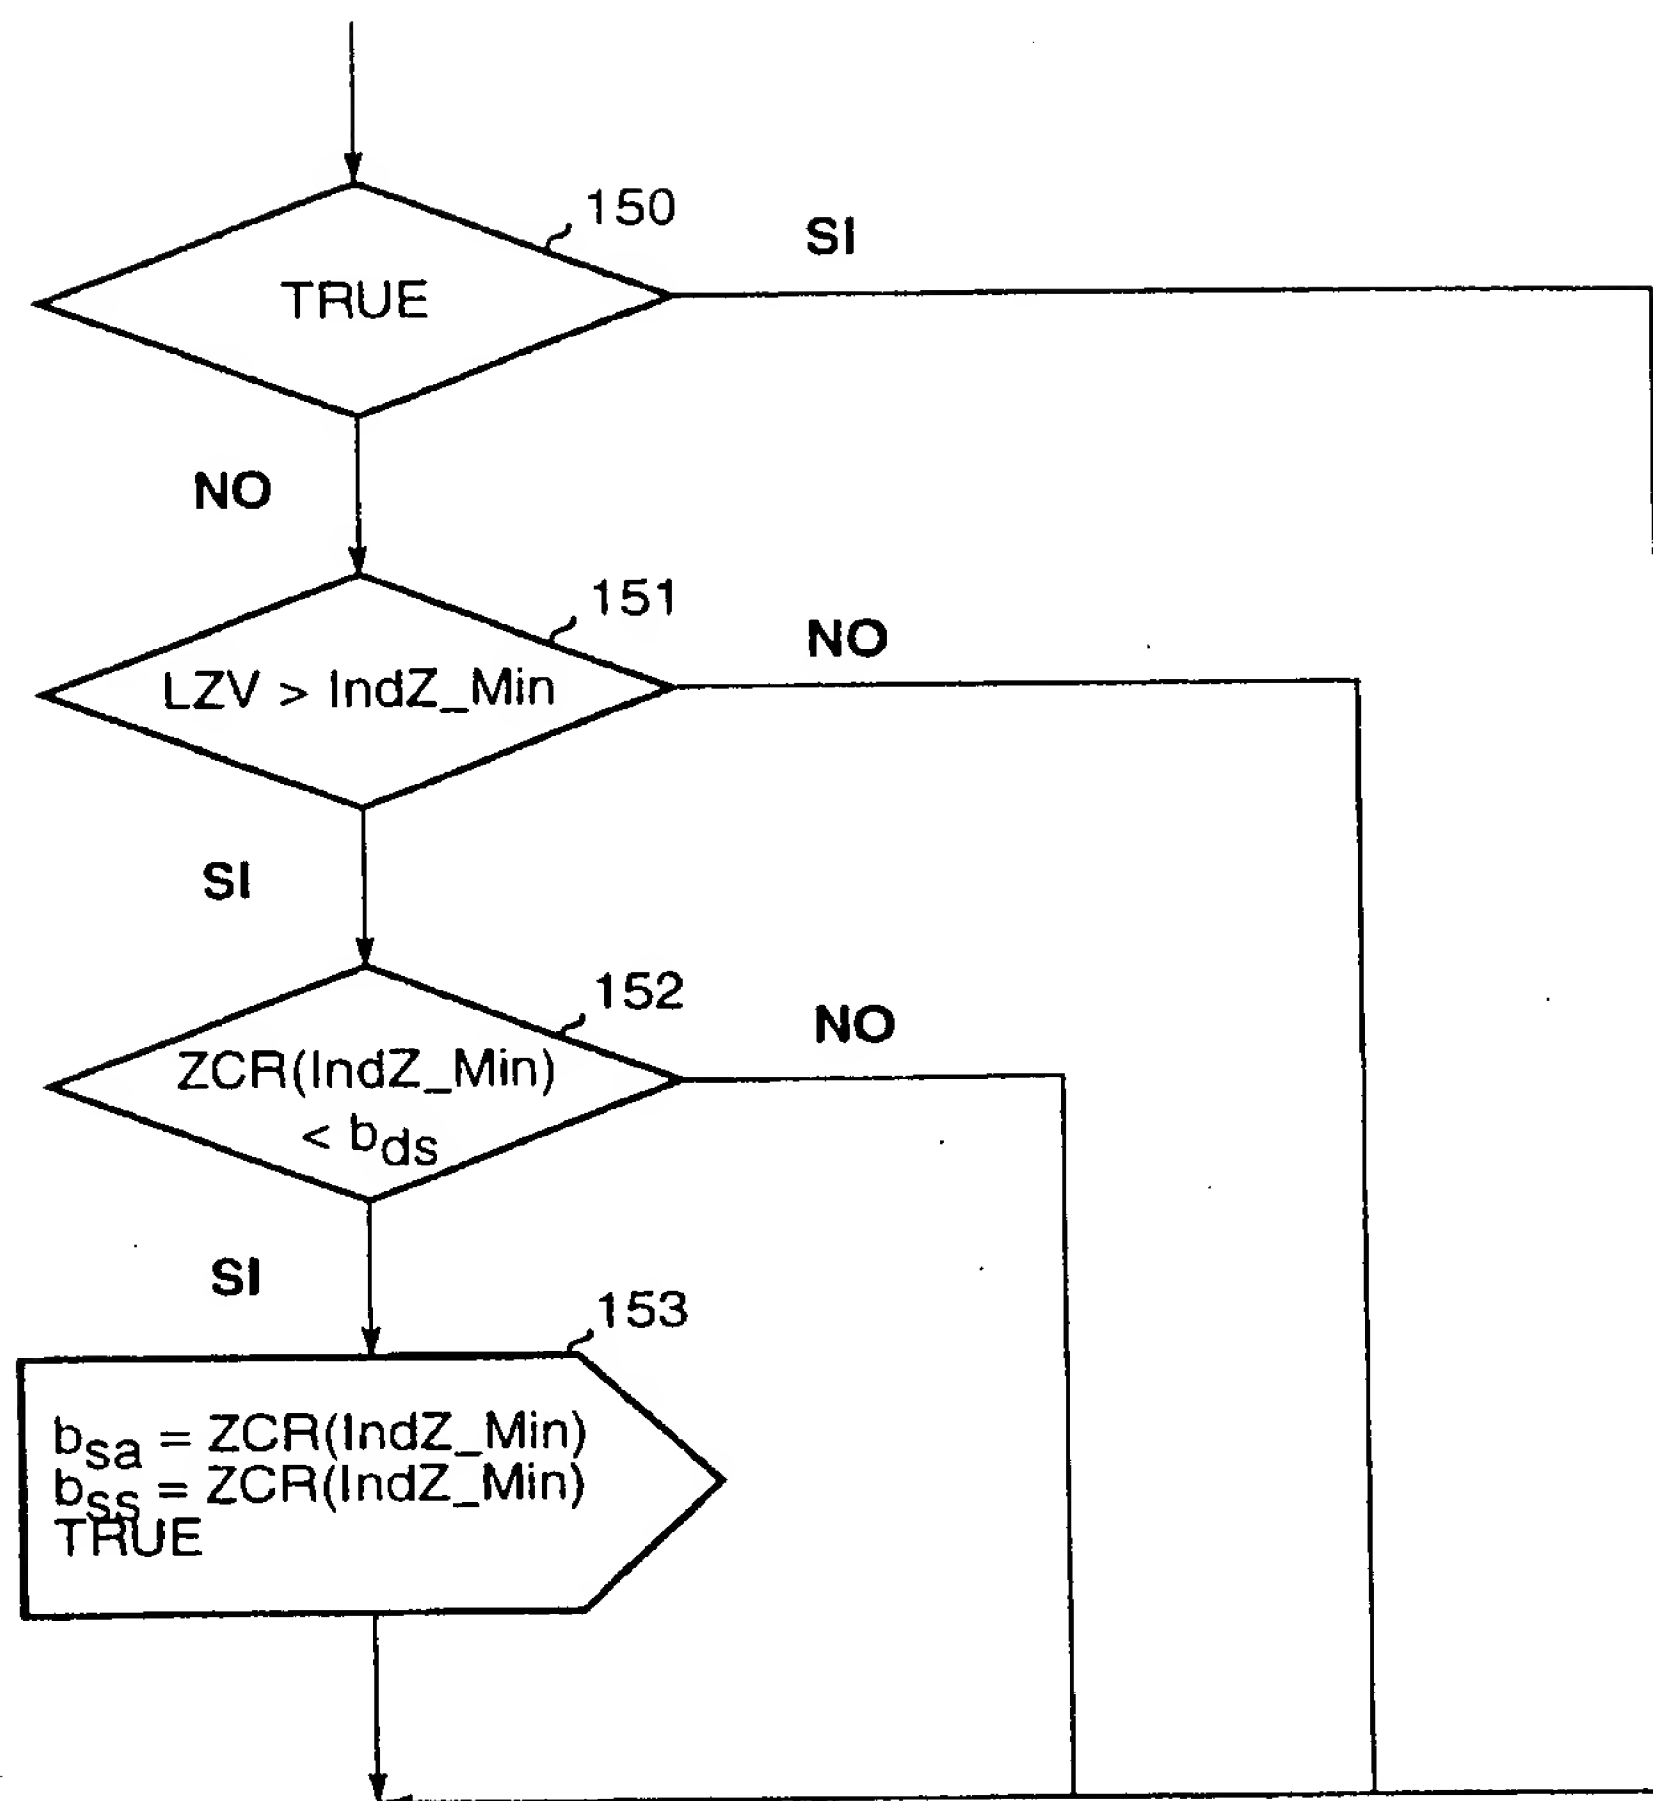 150
SI
TRUE
NO
151
NO
LZV > IndZ_Min
SI
152
NO
ZCR(IndZ_Min)
< bds
SI
153
bsa = ZCR(IndZ_Min)
bss = ZCR(IndZ_Min)
TRUE